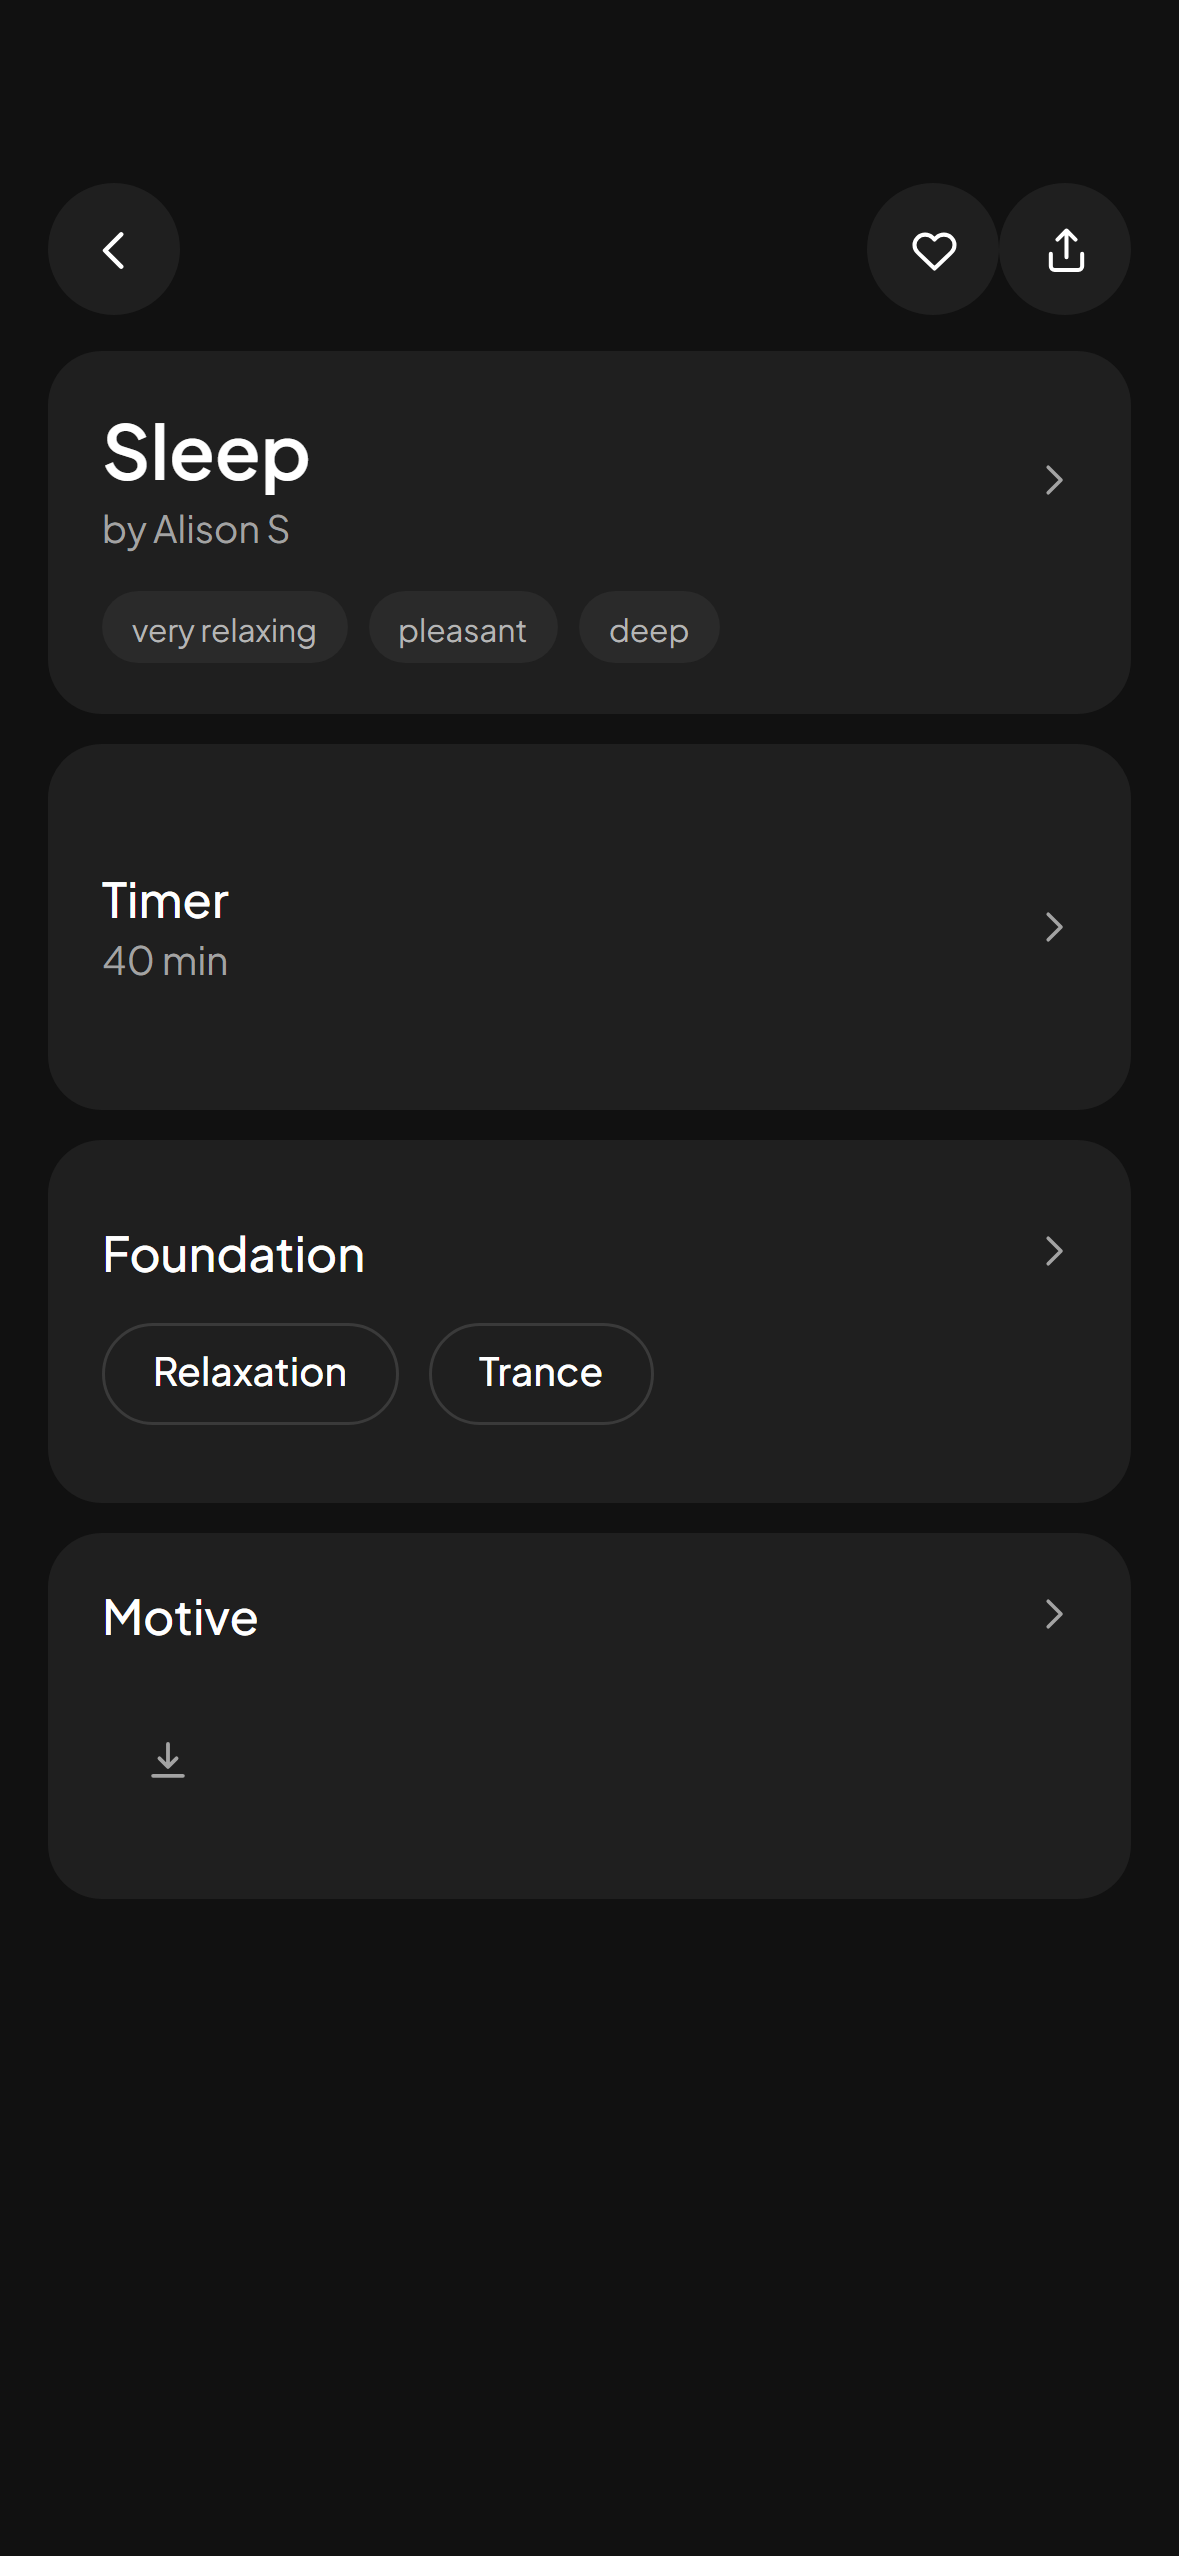 Sleep
by Alison S
very relaxing pleasant deep
Timer
40 min
Foundation
Relaxation Trance
Motive